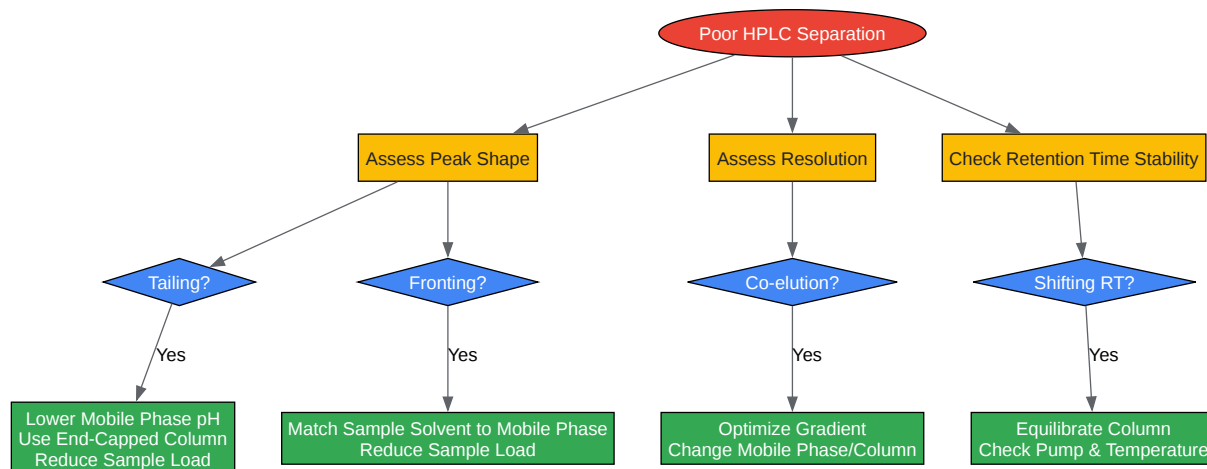 Poor HPLC Separation
Assess Peak Shape
Assess Resolution
Check Retention Time Stability
Tailing?
Fronting?
Co-elution?
Shifting RT?
Yes
Yes
Yes
Yes
Lower Mobile Phase pH
Use End-Capped Column
Reduce Sample Load
Match Sample Solvent to Mobile Phase
Reduce Sample Load
Optimize Gradient
Change Mobile Phase/Column
Equilibrate Column
Check Pump & Temperature